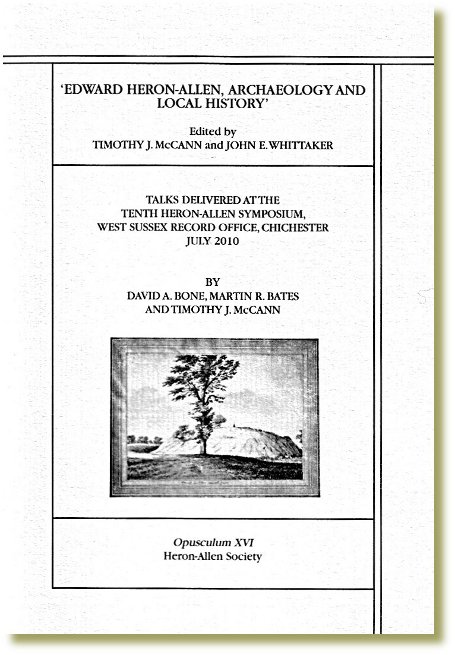 ‘EDWARD HERON-ALLEN, ARCHAEOLOGY AND
LOCAL HISTORY’
Edited by
TIMOTHY J. McCANN and JOHN E. WHITTAKER
TALKS DELIVERED AT THE
TENTH HERON-ALLEN SYMPOSIUM,
WEST SUSSEX RECORD OFFICE, CHICHESTER
JULY 2010
BY
DAVID A. BONE, MARTIN R. BATES
AND TIMOTHY J. McCANN
Opusculum XVI
Heron-Allen Society